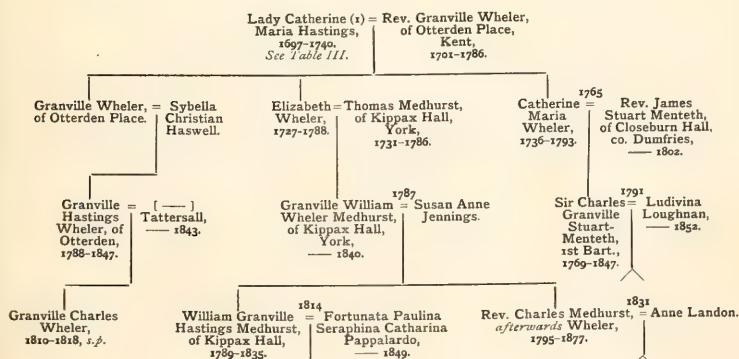 Lady Catherine (1) = Rev. Granville Wheler,
Maria Hastings, of Otterden Place,
1697-1740. Kent,
See Table III. 1701-1786.
Granville Wheler, = Sybella
of Otterden Place. Christian
Haswell.
Elizabeth = Thomas Medhurst,
Wheler, of Kippax Hall,
1727-1788. York,
1731-1786.
1765
Catherine = Rev. James
Maria Stuart Menteth,
Wheler, of Closeburn Hall,
1736-1793. co. Dumfries,
—— 1802.
Granville = [ — ]
Hastings Tattersall,
Wheler, of —— 1843.
Otterden,
1788-1847.
1787
Granville William = Susan Anne
Wheler Medhurst, Jennings.
of Kippax Hall,
York,
—— 1840.
1791
Sir Charles = Ludivina
Granville Loughnan,
Stuart- —— 1852.
Menteth,
1st Bart.,
1769-1847.
Granville Charles
Wheler,
1810-1818, s.p.
1814
William Granville = Fortunata Paulina
Hastings Medhurst, Seraphina Catharina
of Kippax Hall, Pappalardo,
1789-1835. —— 1849.
1831
Rev. Charles Medhurst, = Anne Landon.
afterwards Wheler,
1795-1877.